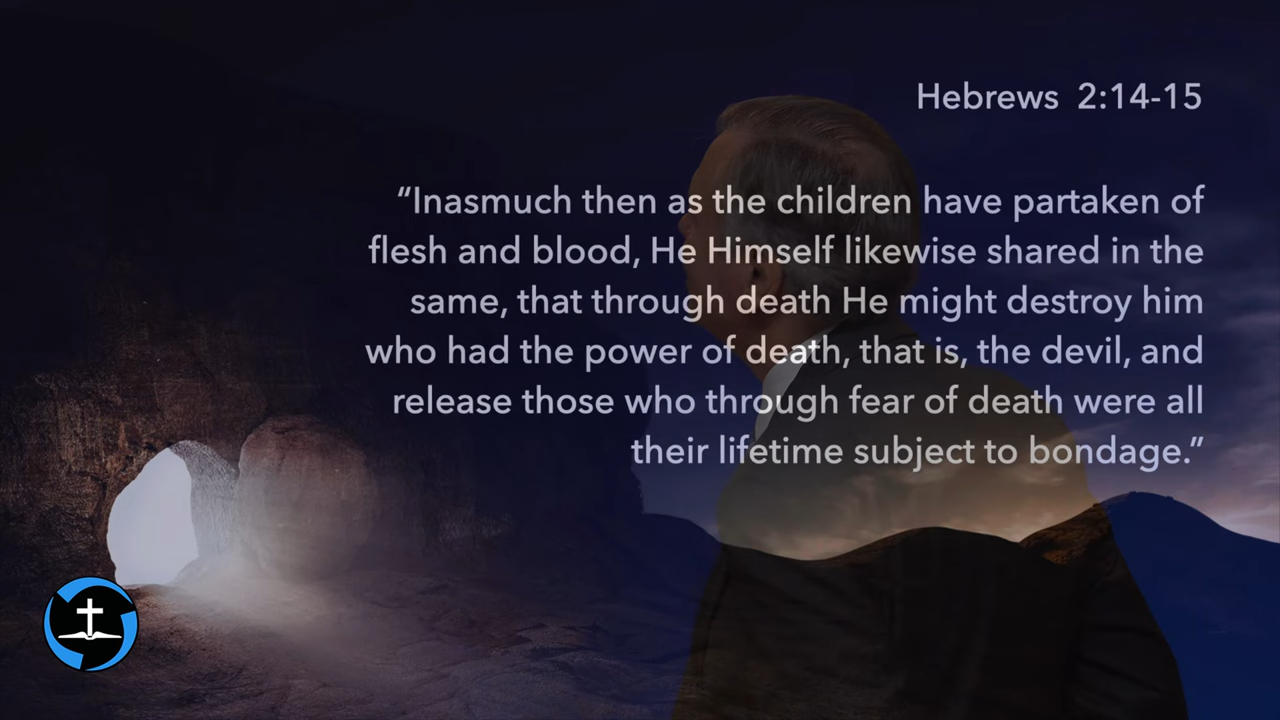 Hebrews 2:14-15
“Inasmuch then as the children have partaken of
flesh and blood, He Himself likewise shared in the
same, that through death He might destroy him
who had the power of death, that is, the devil, and
release those who through fear of death were all
their lifetime subject to bondage.”